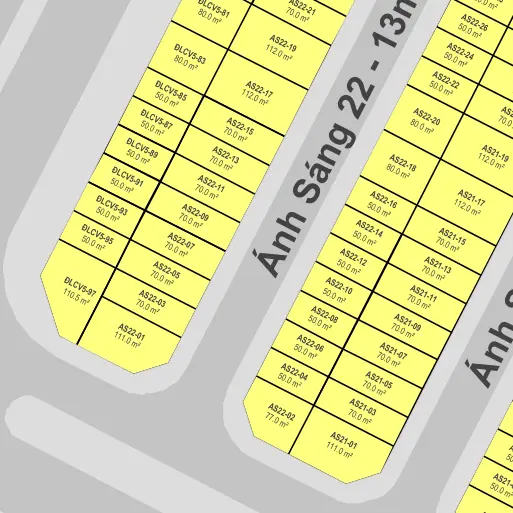 ĐLCV5-81
80.0 m²
ĐLCV5-83
80.0 m²
ĐLCV5-85
50.0 m²
ĐLCV5-87
50.0 m²
ĐLCV5-89
50.0 m²
ĐLCV5-91
50.0 m²
ĐLCV5-93
50.0 m²
ĐLCV5-95
50.0 m²
ĐLCV5-97
110.5 m²
AS22-21
70.0 m²
AS22-19
112.0 m²
AS22-17
112.0 m²
AS22-15
70.0 m²
AS22-13
70.0 m²
AS22-11
70.0 m²
AS22-09
70.0 m²
AS22-07
70.0 m²
AS22-05
70.0 m²
AS22-03
70.0 m²
AS22-01
111.0 m²
Ánh Sáng 22 - 13m
AS22-26
50.0 m²
AS22-24
50.0 m²
AS22-22
50.0 m²
AS22-20
80.0 m²
AS22-18
80.0 m²
AS22-16
50.0 m²
AS22-14
50.0 m²
AS22-12
50.0 m²
AS22-10
50.0 m²
AS22-08
50.0 m²
AS22-06
50.0 m²
AS22-04
50.0 m²
AS22-02
77.0 m²
AS21-19
112.0 m²
AS21-17
112.0 m²
AS21-15
70.0 m²
AS21-13
70.0 m²
AS21-11
70.0 m²
AS21-09
70.0 m²
AS21-07
70.0 m²
AS21-05
70.0 m²
AS21-03
70.0 m²
AS21-01
111.0 m²
Ánh S